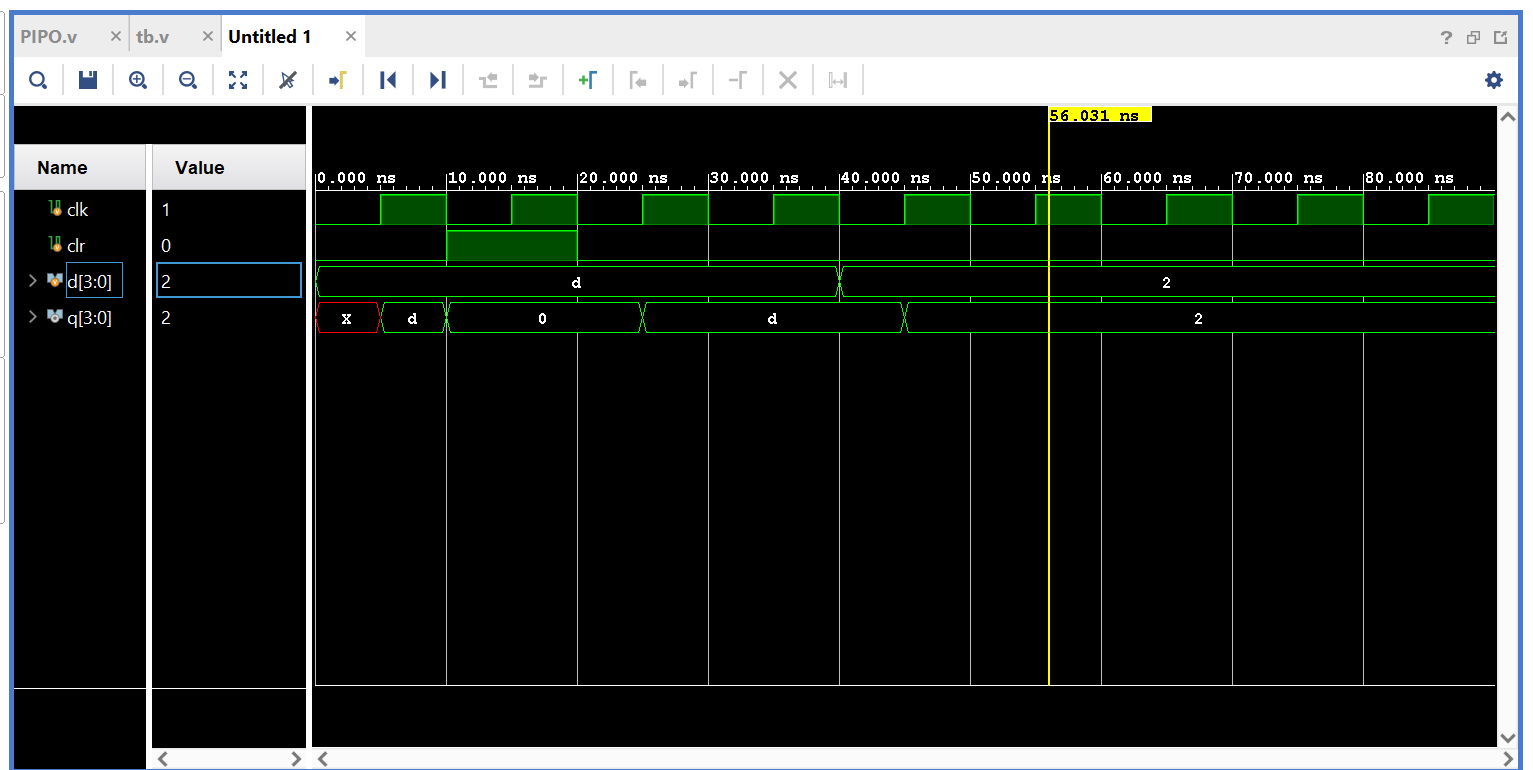 PIPO.v × tb.v × Untitled 1 × ?
56.031 ns
Name Value
0.000 ns 10.000 ns 20.000 ns 30.000 ns 40.000 ns 50.000 ns 60.000 ns 70.000 ns 80.000 ns
clk 1
clr 0
d[3:0] 2 d 2
q[3:0] 2 X d 0 d 2